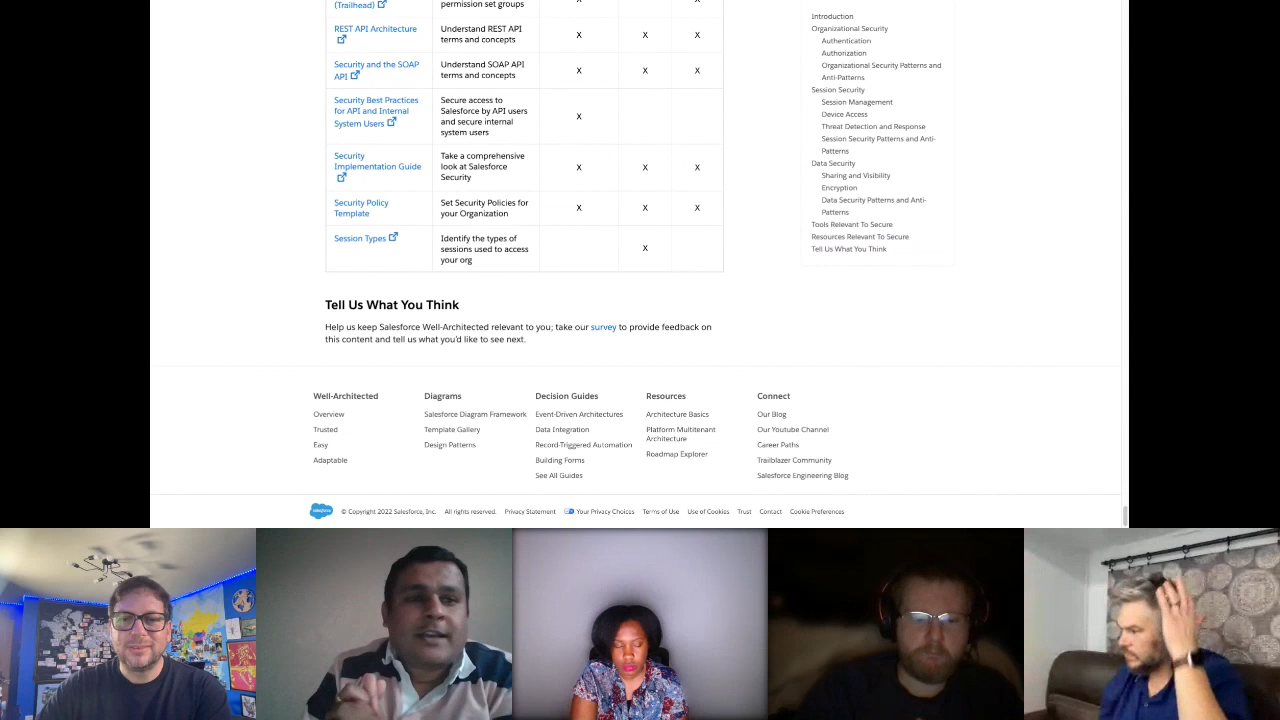 (Trailhead)
permission set groups
X
X
X
REST API Architecture
Understand REST API
terms and concepts
X
X
X
Security and the SOAP
API
Understand SOAP API
terms and concepts
X
X
X
Security Best Practices
for API and Internal
System Users
Secure access to
Salesforce by API users
and secure internal
system users
X
Security
Implementation Guide
Take a comprehensive
look at Salesforce
Security
X
X
X
Security Policy
Template
Set Security Policies for
your Organization
X
X
X
Session Types
Identify the types of
sessions used to access
your org
X
Tell Us What You Think
Help us keep Salesforce Well-Architected relevant to you; take our survey to provide feedback on
this content and tell us what you'd like to see next.
Introduction
Organizational Security
Authentication
Authorization
Organizational Security Patterns and
Anti-Patterns
Session Security
Session Management
Device Access
Threat Detection and Response
Session Security Patterns and Anti-
Patterns
Data Security
Sharing and Visibility
Encryption
Data Security Patterns and Anti-
Patterns
Tools Relevant To Secure
Resources Relevant To Secure
Tell Us What You Think
Well-Architected
Overview
Trusted
Easy
Adaptable
Diagrams
Salesforce Diagram Framework
Template Gallery
Design Patterns
Decision Guides
Event-Driven Architectures
Data Integration
Record-Triggered Automation
Building Forms
See All Guides
Resources
Architecture Basics
Platform Multitenant
Architecture
Roadmap Explorer
Connect
Our Blog
Our Youtube Channel
Career Paths
Trailblazer Community
Salesforce Engineering Blog
salesforce
© Copyright 2022 Salesforce, Inc. All rights reserved. Privacy Statement Your Privacy Choices Terms of Use Use of Cookies Trust Contact Cookie Preferences